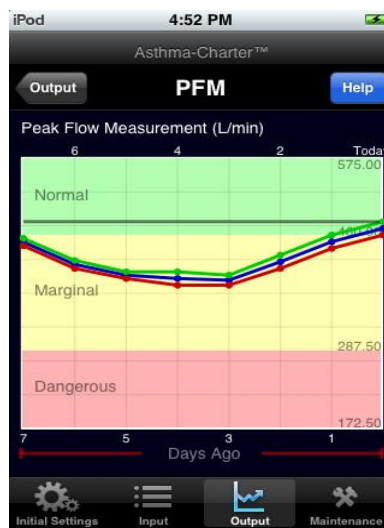 iPod 4:52 PM
Asthma-Charter™
Output PFM Help
Peak Flow Measurement (L/min)
6 4 2 Today
575.00
Normal
Marginal
287.50
Dangerous
172.50
7 5 3 1
Days Ago
Initial Settings Input Output Maintenance